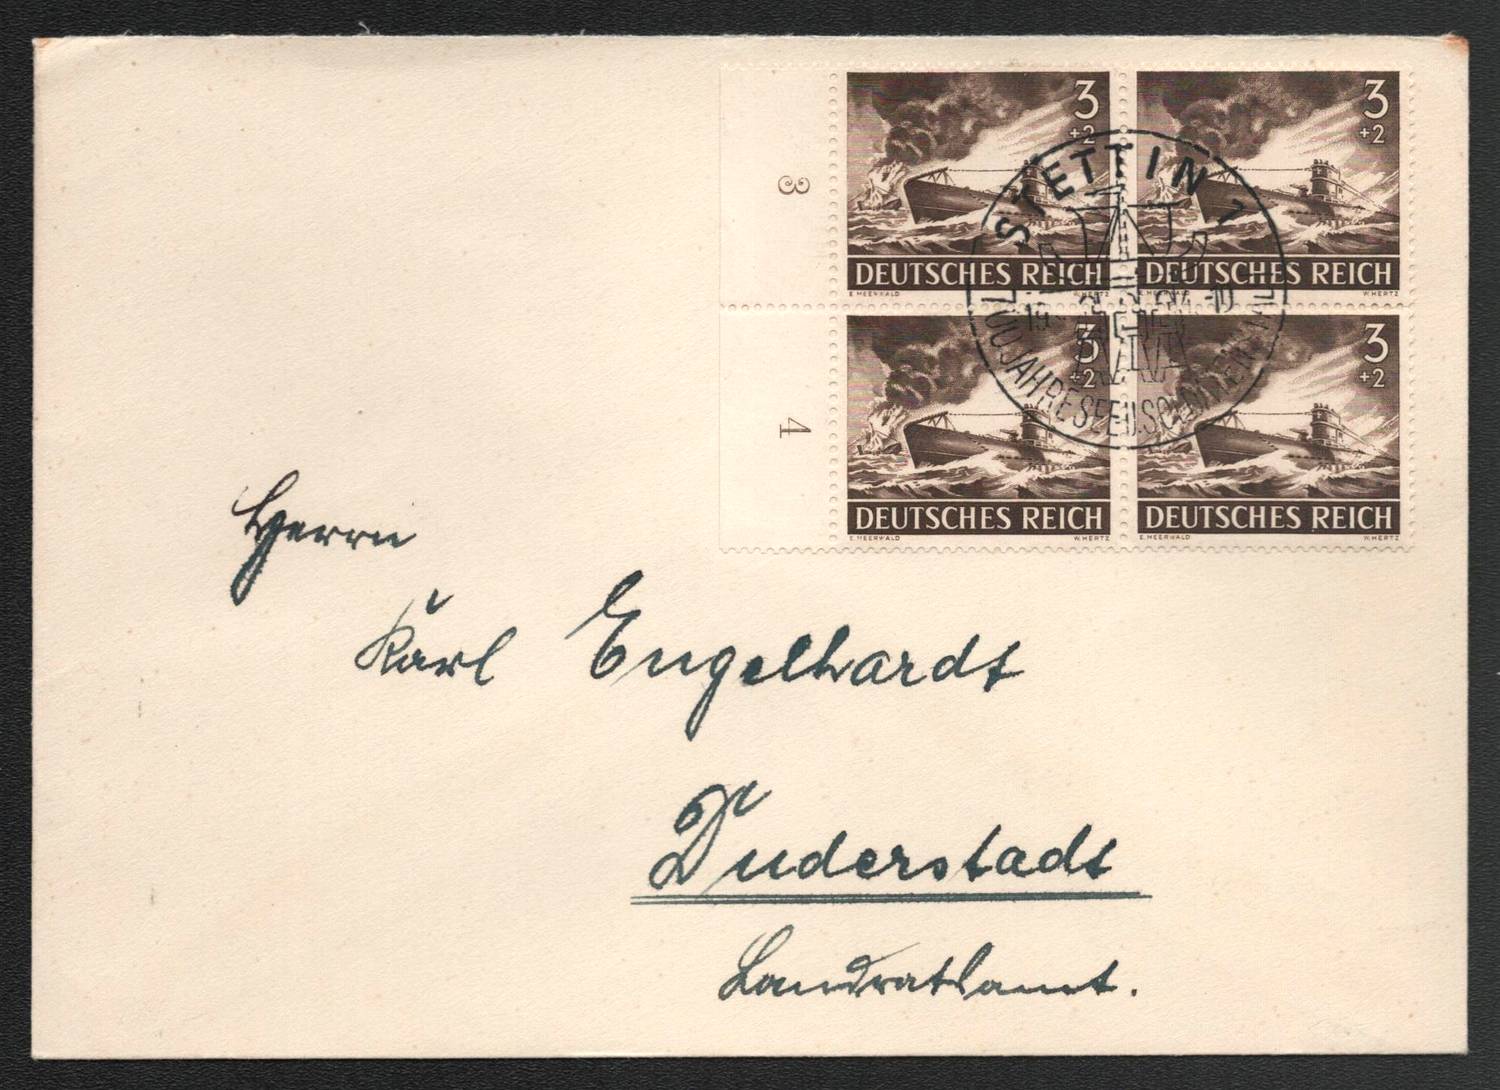 3
+2
DEUTSCHES REICH
E. MEERWALD W. HERTZ
3
+2
DEUTSCHES REICH
E. MEERWALD W. HERTZ
3
+2
DEUTSCHES REICH
E. MEERWALD W. HERTZ
3
+2
DEUTSCHES REICH
E. MEERWALD W. HERTZ
3
4
STETTIN 1
Herrn
Karl Engelhardt
Duderstadt
Landratsamt.